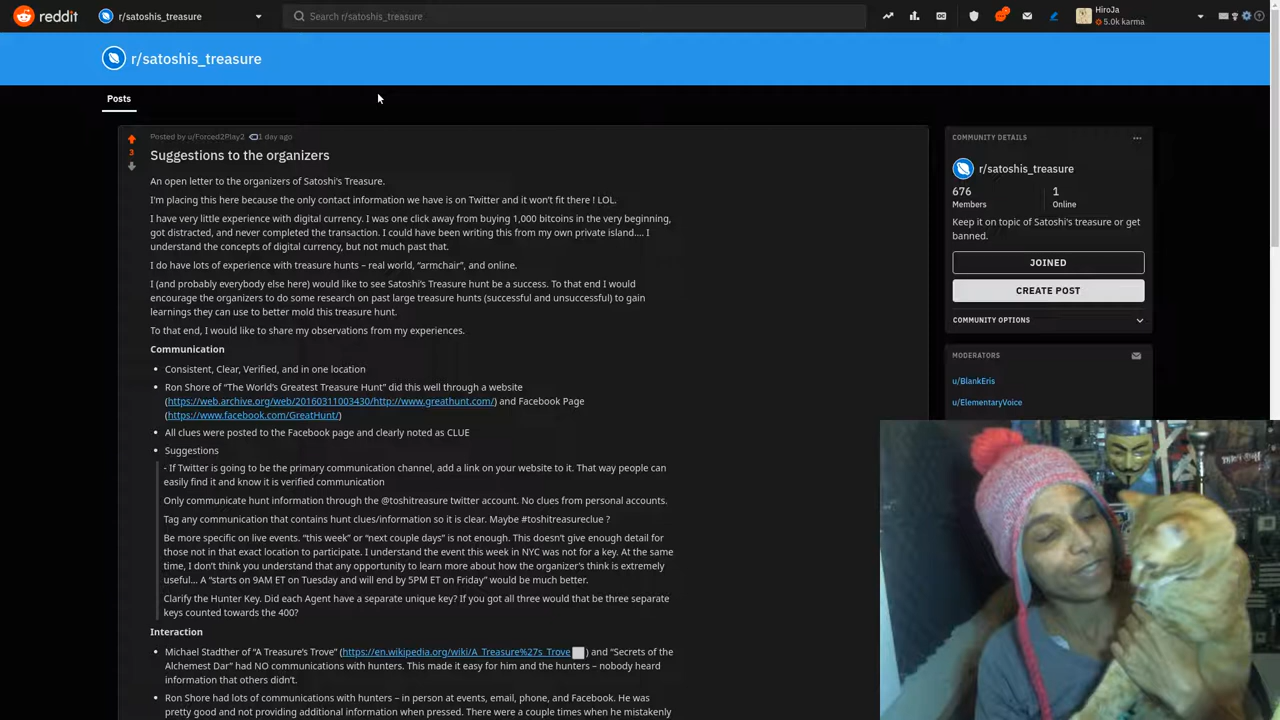 reddit
r/satoshis_treasure
Search r/satoshis_treasure
HiroJa
5.0k karma
r/satoshis_treasure
Posts
Posted by u/Forced2Play2 1 day ago
3
Suggestions to the organizers
An open letter to the organizers of Satoshi's Treasure.
I'm placing this here because the only contact information we have is on Twitter and it won't fit there ! LOL.
I have very little experience with digital currency. I was one click away from buying 1,000 bitcoins in the very beginning,
got distracted, and never completed the transaction. I could have been writing this from my own private island.... I
understand the concepts of digital currency, but not much past that.
I do have lots of experience with treasure hunts – real world, “armchair”, and online.
I (and probably everybody else here) would like to see Satoshi's Treasure hunt be a success. To that end I would
encourage the organizers to do some research on past large treasure hunts (successful and unsuccessful) to gain
learnings they can use to better mold this treasure hunt.
To that end, I would like to share my observations from my experiences.
Communication
• Consistent, Clear, Verified, and in one location
• Ron Shore of “The World's Greatest Treasure Hunt” did this well through a website
(https://web.archive.org/web/20160311003430/http://www.greathunt.com/) and Facebook Page
(https://www.facebook.com/GreatHunt/)
• All clues were posted to the Facebook page and clearly noted as CLUE
• Suggestions
- If Twitter is going to be the primary communication channel, add a link on your website to it. That way people can
easily find it and know it is verified communication
Only communicate hunt information through the @toshitreasure twitter account. No clues from personal accounts.
Tag any communication that contains hunt clues/information so it is clear. Maybe #toshitreasureclue ?
Be more specific on live events. “this week” or “next couple days” is not enough. This doesn't give enough detail for
those not in that exact location to participate. I understand the event this week in NYC was not for a key. At the same
time, I don't think you understand that any opportunity to learn more about how the organizer's think is extremely
useful... A “starts on 9AM ET on Tuesday and will end by 5PM ET on Friday” would be much better.
Clarify the Hunter Key. Did each Agent have a separate unique key? If you got all three would that be three separate
keys counted towards the 400?
Interaction
• Michael Stadther of “A Treasure's Trove” (https://en.wikipedia.org/wiki/A_Treasure%27s_Trove) and “Secrets of the
Alchemest Dar” had NO communications with hunters. This made it easy for him and the hunters – nobody heard
information that others didn't.
• Ron Shore had lots of communications with hunters – in person at events, email, phone, and Facebook. He was
pretty good and not providing additional information when pressed. There were a couple times when he mistakenly
COMMUNITY DETAILS
r/satoshis_treasure
676
Members
1
Online
Keep it on topic of Satoshi's treasure or get
banned.
JOINED
CREATE POST
COMMUNITY OPTIONS
MODERATORS
u/BlankEris
u/ElementaryVoice